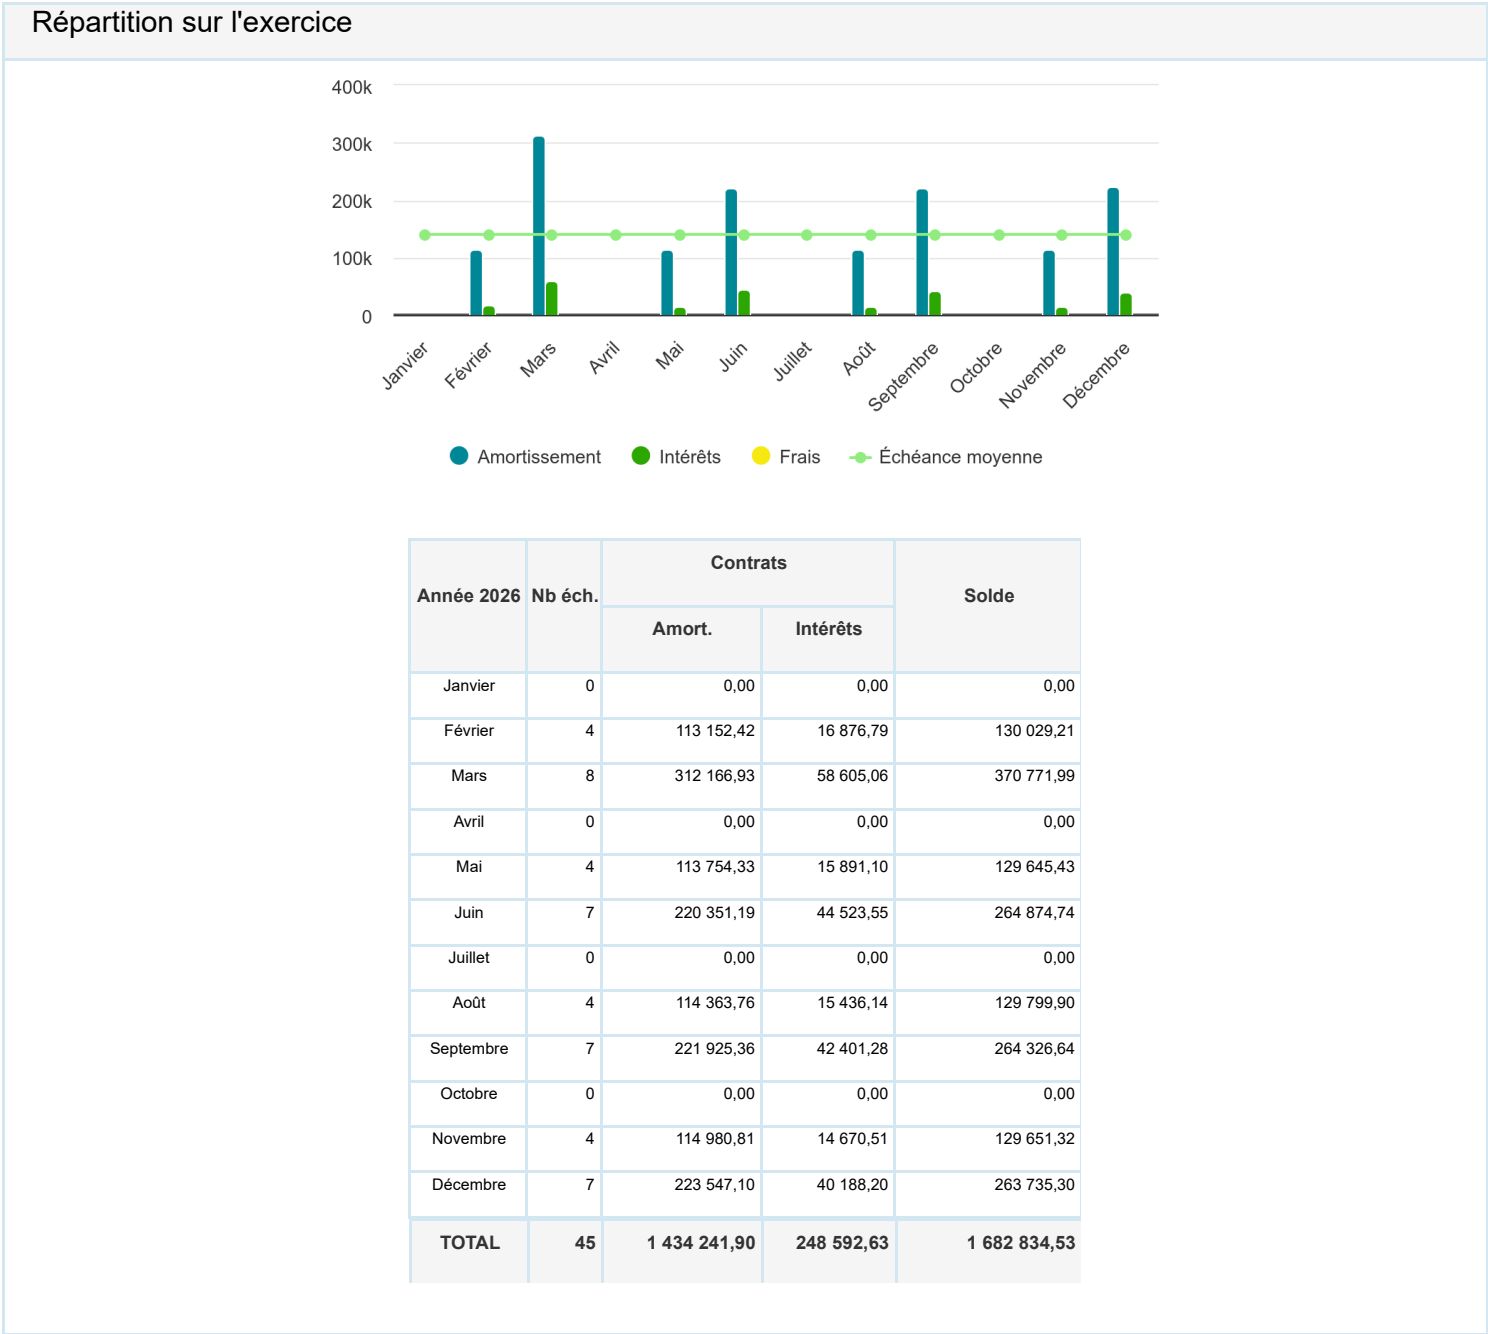 Répartition sur l'exercice
400k
300k
200k
100k
0
Janvier
Février
Mars
Avril
Mai
Juin
Juillet
Août
Septembre
Octobre
Novembre
Décembre
Amortissement Intérêts Frais Échéance moyenne
Contrats
Année 2026 Nb éch. Solde
Amort. Intérêts
Janvier 0 0,00 0,00 0,00
Février 4 113 152,42 16 876,79 130 029,21
Mars 8 312 166,93 58 605,06 370 771,99
Avril 0 0,00 0,00 0,00
Mai 4 113 754,33 15 891,10 129 645,43
Juin 7 220 351,19 44 523,55 264 874,74
Juillet 0 0,00 0,00 0,00
Août 4 114 363,76 15 436,14 129 799,90
Septembre 7 221 925,36 42 401,28 264 326,64
Octobre 0 0,00 0,00 0,00
Novembre 4 114 980,81 14 670,51 129 651,32
Décembre 7 223 547,10 40 188,20 263 735,30
TOTAL 45 1 434 241,90 248 592,63 1 682 834,53